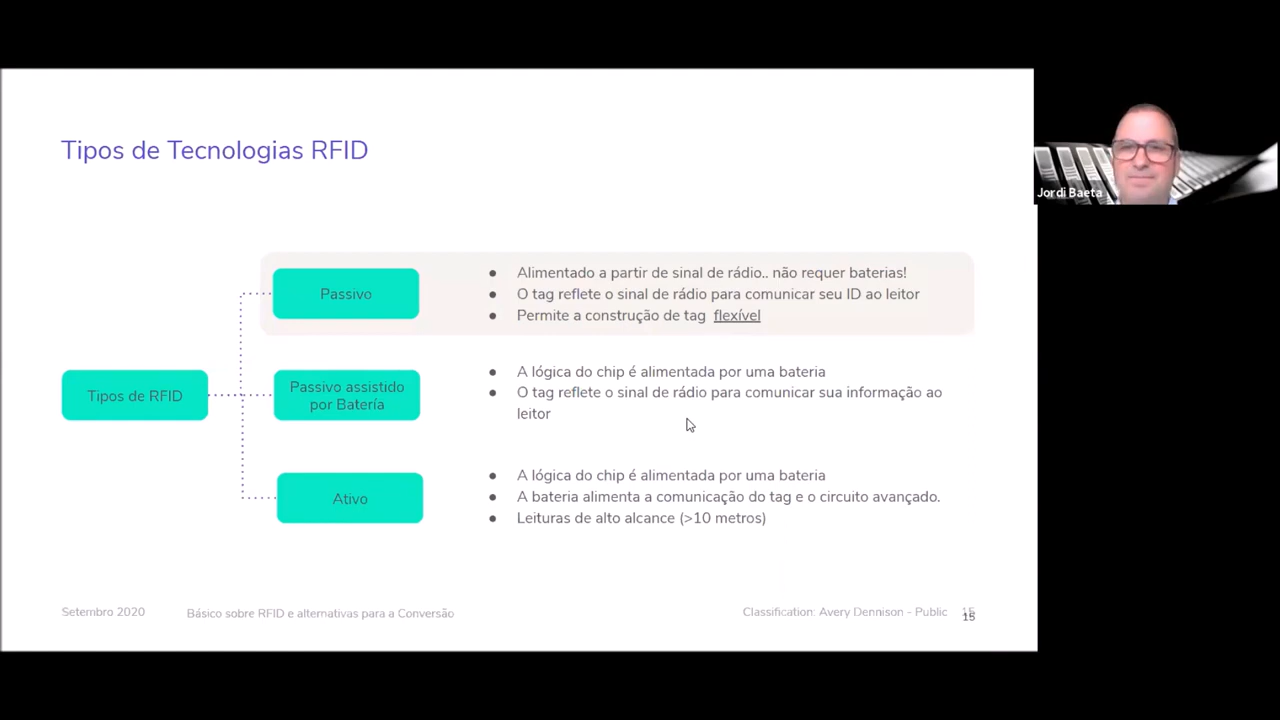 Tipos de Tecnologias RFID
Jordi Baeta
Passivo
● Alimentado a partir de sinal de rádio.. não requer baterias!
● O tag reflete o sinal de rádio para comunicar seu ID ao leitor
● Permite a construção de tag flexível
Tipos de RFID
Passivo assistido
por Batería
● A lógica do chip é alimentada por uma bateria
● O tag reflete o sinal de rádio para comunicar sua informação ao
leitor
Ativo
● A lógica do chip é alimentada por uma bateria
● A bateria alimenta a comunicação do tag e o circuito avançado.
● Leituras de alto alcance (>10 metros)
Setembro 2020
Básico sobre RFID e alternativas para a Conversão
Classification: Avery Dennison - Public
15
15